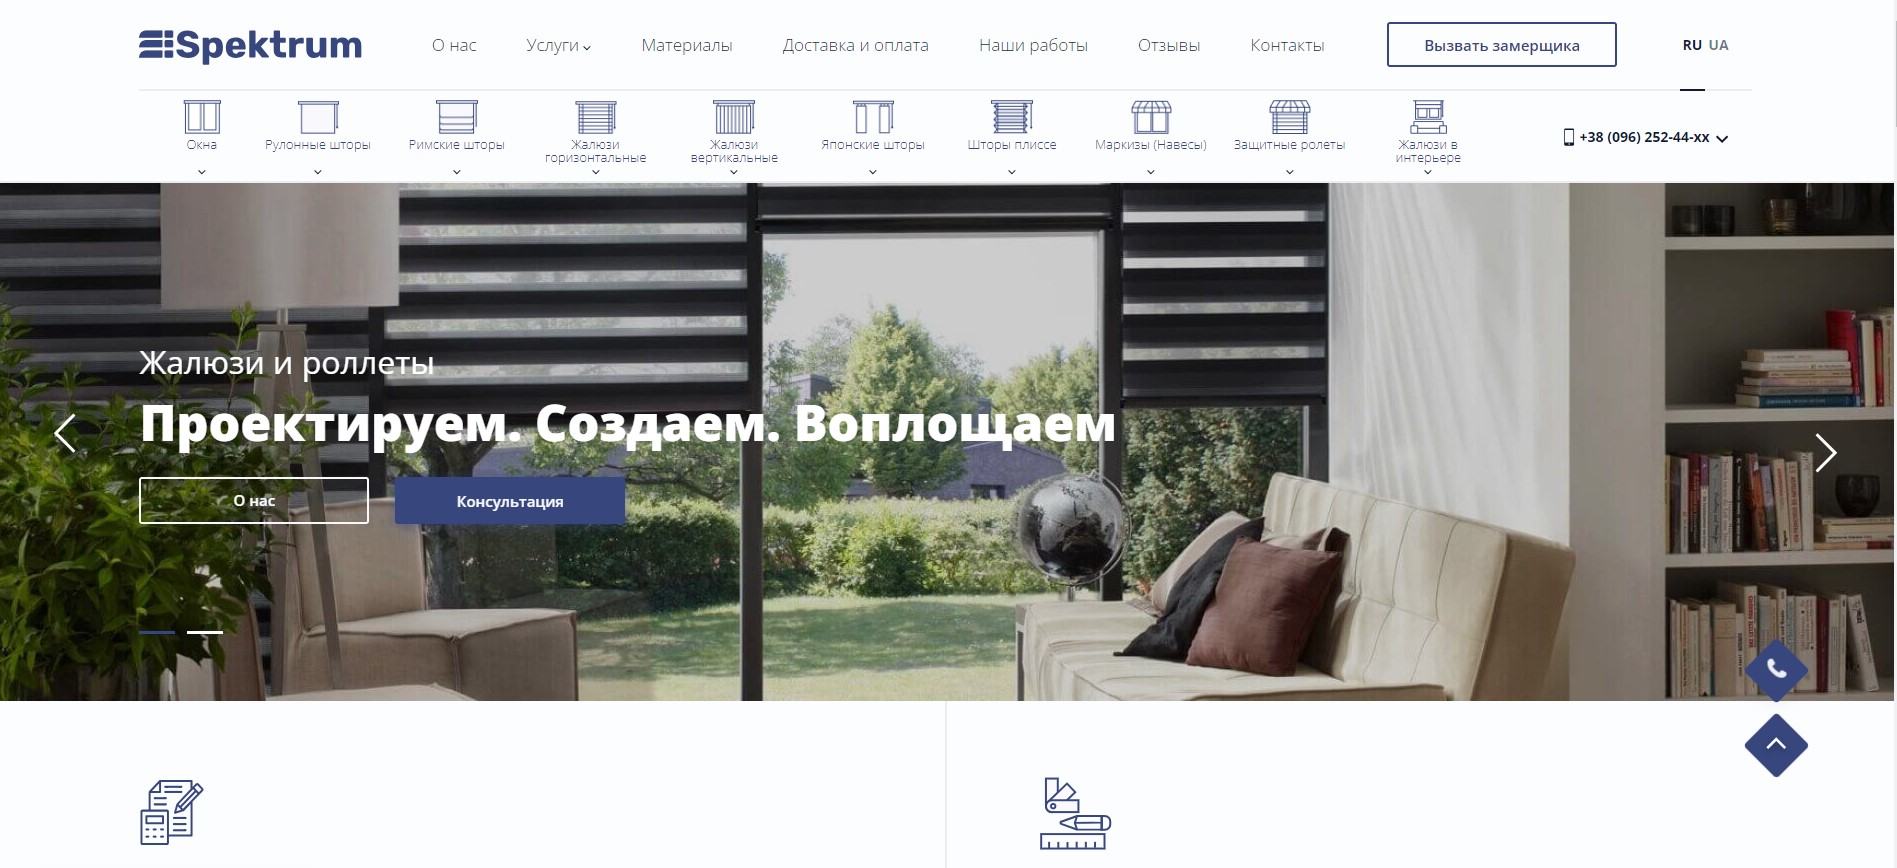 Spektrum
О нас
Услуги
Материалы
Доставка и оплата
Наши работы
Отзывы
Контакты
Вызвать замерщика
RU UA
Окна
Рулонные шторы
Римские шторы
Жалюзи
горизонтальные
Жалюзи
вертикальные
Японские шторы
Шторы плиссе
Маркизы (Навесы)
Защитные ролеты
Жалюзи в
интерьере
+38 (096) 252-44-xx
Жалюзи и роллеты
Проектируем. Создаем. Воплощаем
О нас
Консультация